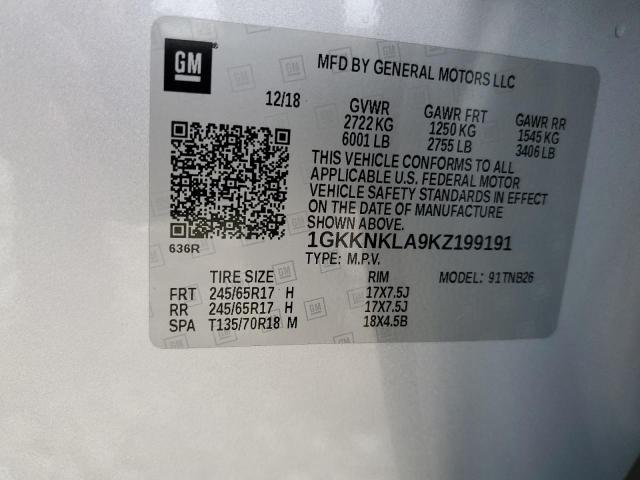 GM
MFD BY GENERAL MOTORS LLC
12/18 GVWR GAWR FRT GAWR RR
2722 KG 1250 KG 1545 KG
6001 LB 2755 LB 3406 LB
THIS VEHICLE CONFORMS TO ALL
APPLICABLE U.S. FEDERAL MOTOR
VEHICLE SAFETY STANDARDS IN EFFECT
ON THE DATE OF MANUFACTURE
SHOWN ABOVE.
636R
1GKKNKLA9KZ199191
TYPE: M.P.V.
TIRE SIZE RIM MODEL: 91TNB26
FRT 245/65R17 H 17X7.5J
RR 245/65R17 H 17X7.5J
SPA T135/70R18 M 18X4.5B